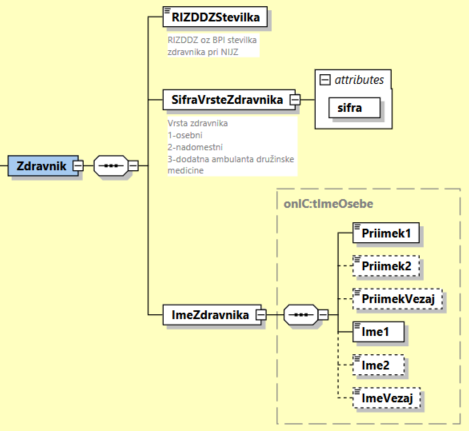 RIZDDZStevilka
RIZDDZ oz BPI stevilka
zdravnika pri NIJZ
attributes
SifraVrsteZdravnika
sifra
Vrsta zdravnika
1-osebni
2-nadomestni
3-dodatna ambulanta družinske
medicine
Zdravnik
onlC:tImeOsebe
Priimek1
Priimek2
PriimekVezaj
ImeZdravnika
Ime1
Ime2
ImeVezaj